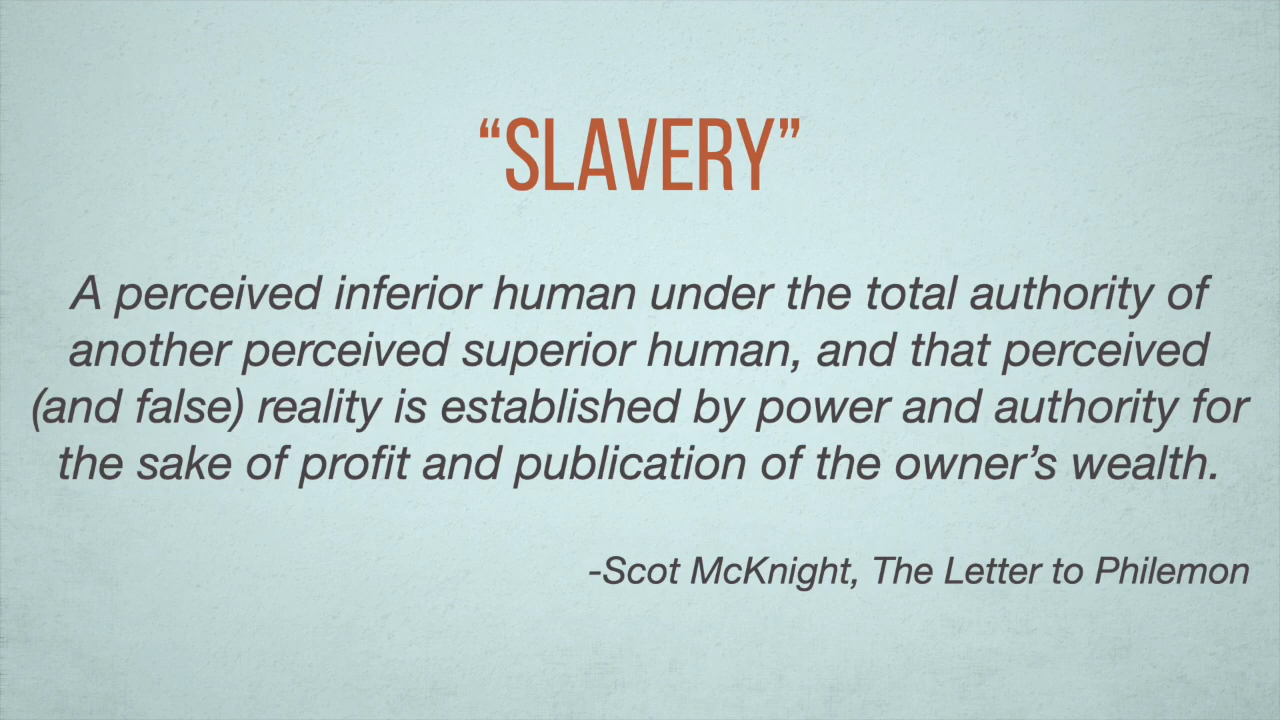 “SLAVERY”
A perceived inferior human under the total authority of
another perceived superior human, and that perceived
(and false) reality is established by power and authority for
the sake of profit and publication of the owner’s wealth.
-Scot McKnight, The Letter to Philemon